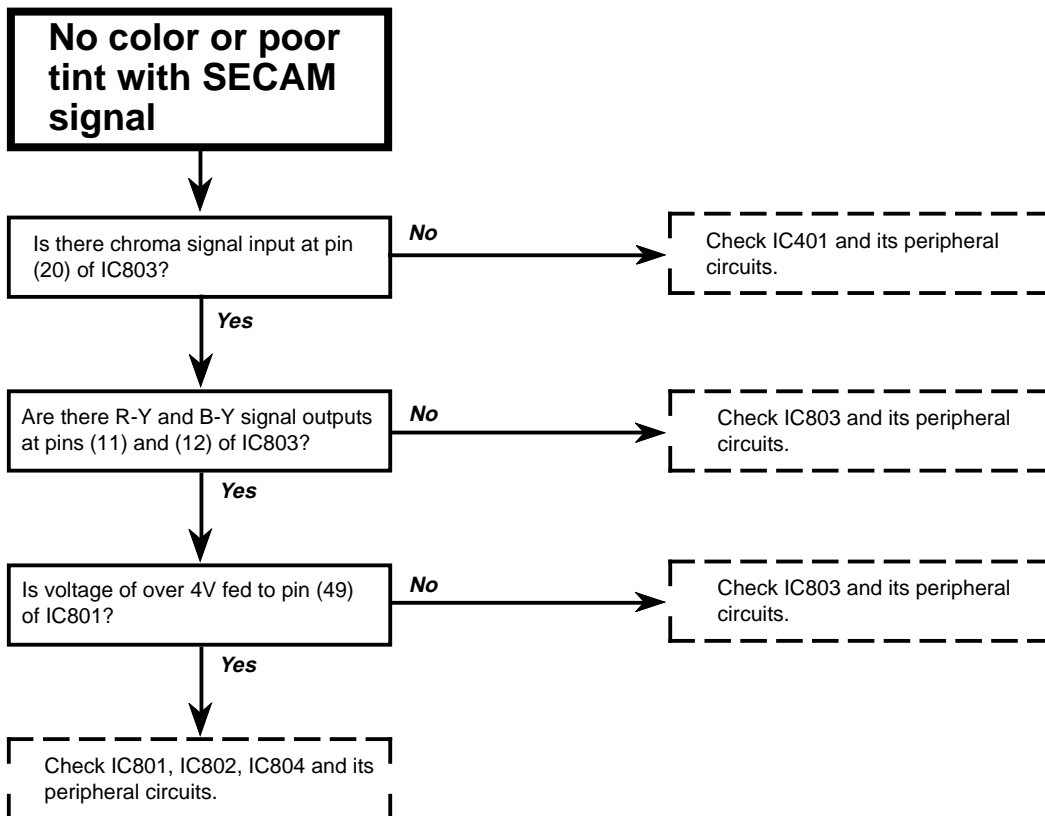 No color or poor
tint with SECAM
signal
Is there chroma signal input at pin
(20) of IC803?
No
Check IC401 and its peripheral
circuits.
Yes
Are there R-Y and B-Y signal outputs
at pins (11) and (12) of IC803?
No
Check IC803 and its peripheral
circuits.
Yes
Is voltage of over 4V fed to pin (49)
of IC801?
No
Check IC803 and its peripheral
circuits.
Yes
Check IC801, IC802, IC804 and its
peripheral circuits.